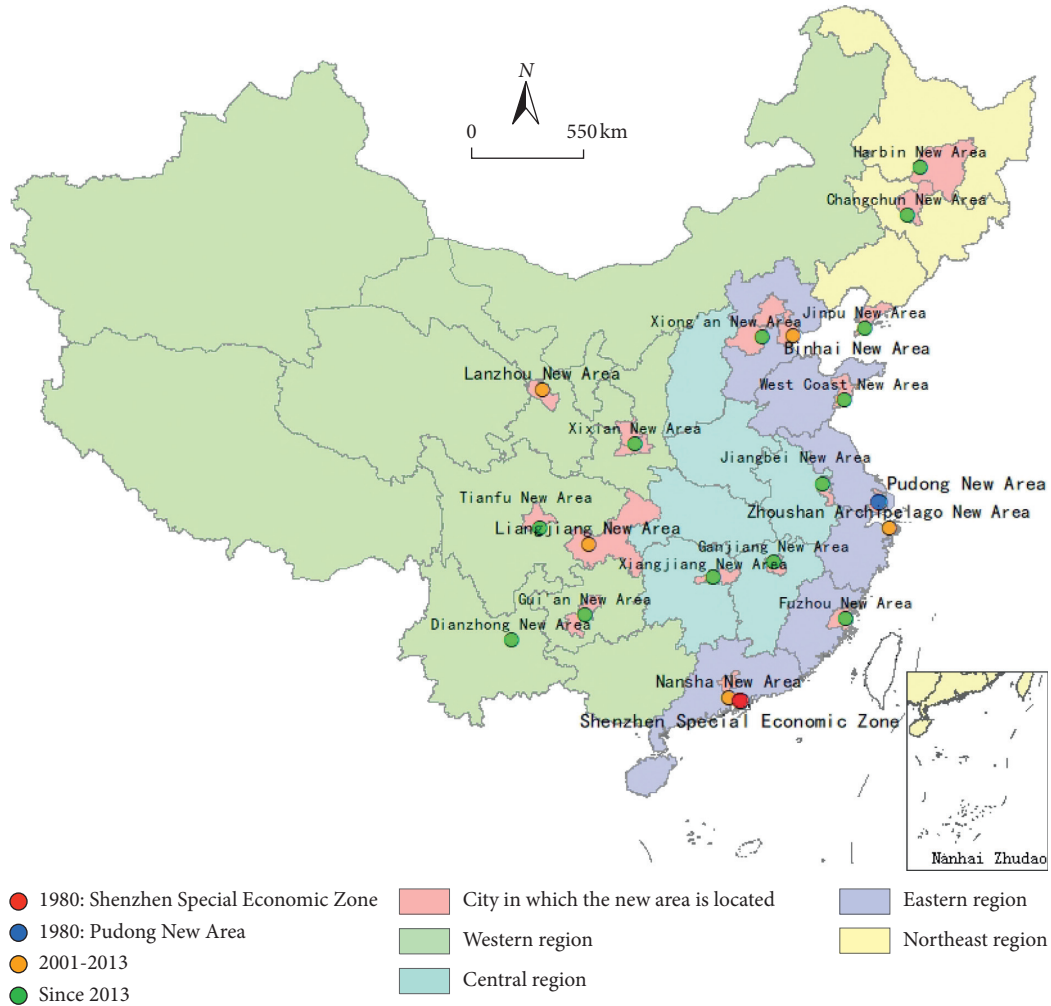 N
0 550 km
Harbin New Area
Changchun New Area
Jinpu New Area
Xiong'an New Area
Binhai New Area
Lanzhou New Area
West Coast New Area
Xixian New Area
Jiangbei New Area
Pudong New Area
Tianfu New Area
Zhoushan Archipelago New Area
Liangjiang New Area
Ganjiang New Area
Xiangjiang New Area
Gui'an New Area
Fuzhou New Area
Dianzhong New Area
Nansha New Area
Shenzhen Special Economic Zone
Nanhai Zhudao
1980: Shenzhen Special Economic Zone
1980: Pudong New Area
2001-2013
Since 2013
City in which the new area is located
Western region
Central region
Eastern region
Northeast region